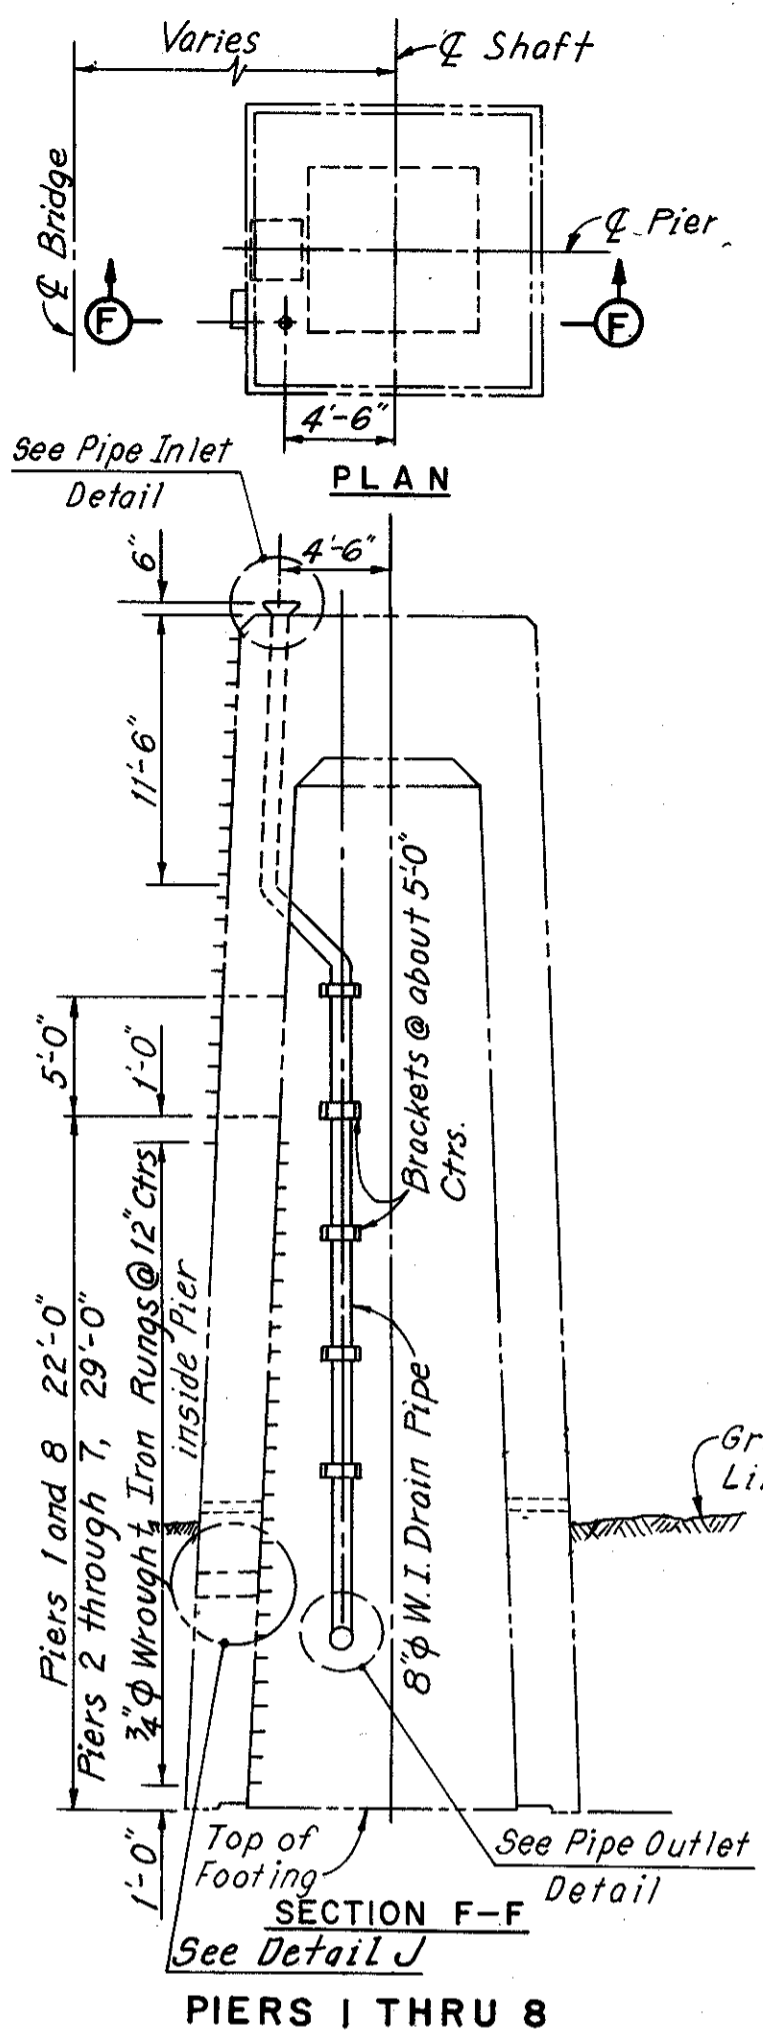 Varies
℄ Shaft
℄ Bridge
℄ Pier
F
F
4'-6"
See Pipe Inlet
Detail
PLAN
6"
4'-6"
11'-6"
5'-0"
1'-0"
Brackets @ about 5'-0"
Ctrs.
Piers 1 and 8 22'-0"
Piers 2 through 7, 29'-0"
3/4"ϕ Wrought Iron Rungs @ 12" Ctrs
inside Pier
8"ϕ W.I. Drain Pipe
Gr
Li
1'-0"
Top of
Footing
See Pipe Outlet
Detail
SECTION F-F
See Detail J
PIERS 1 THRU 8